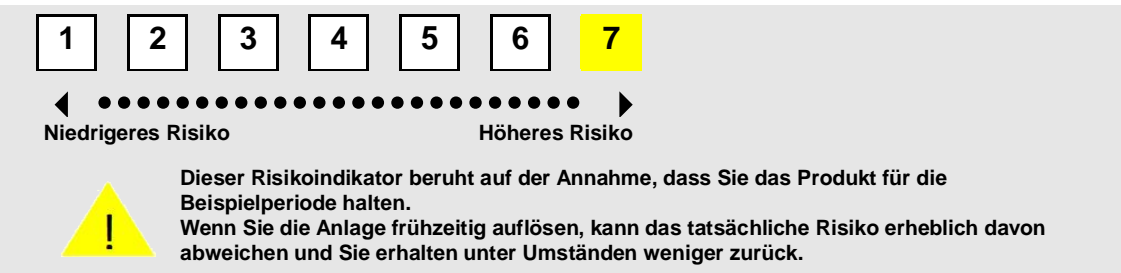 1 2 3 4 5 6 7
Niedrigeres Risiko Höheres Risiko
Dieser Risikoindikator beruht auf der Annahme, dass Sie das Produkt für die
Beispielperiode halten.
! Wenn Sie die Anlage frühzeitig auflösen, kann das tatsächliche Risiko erheblich davon
abweichen und Sie erhalten unter Umständen weniger zurück.